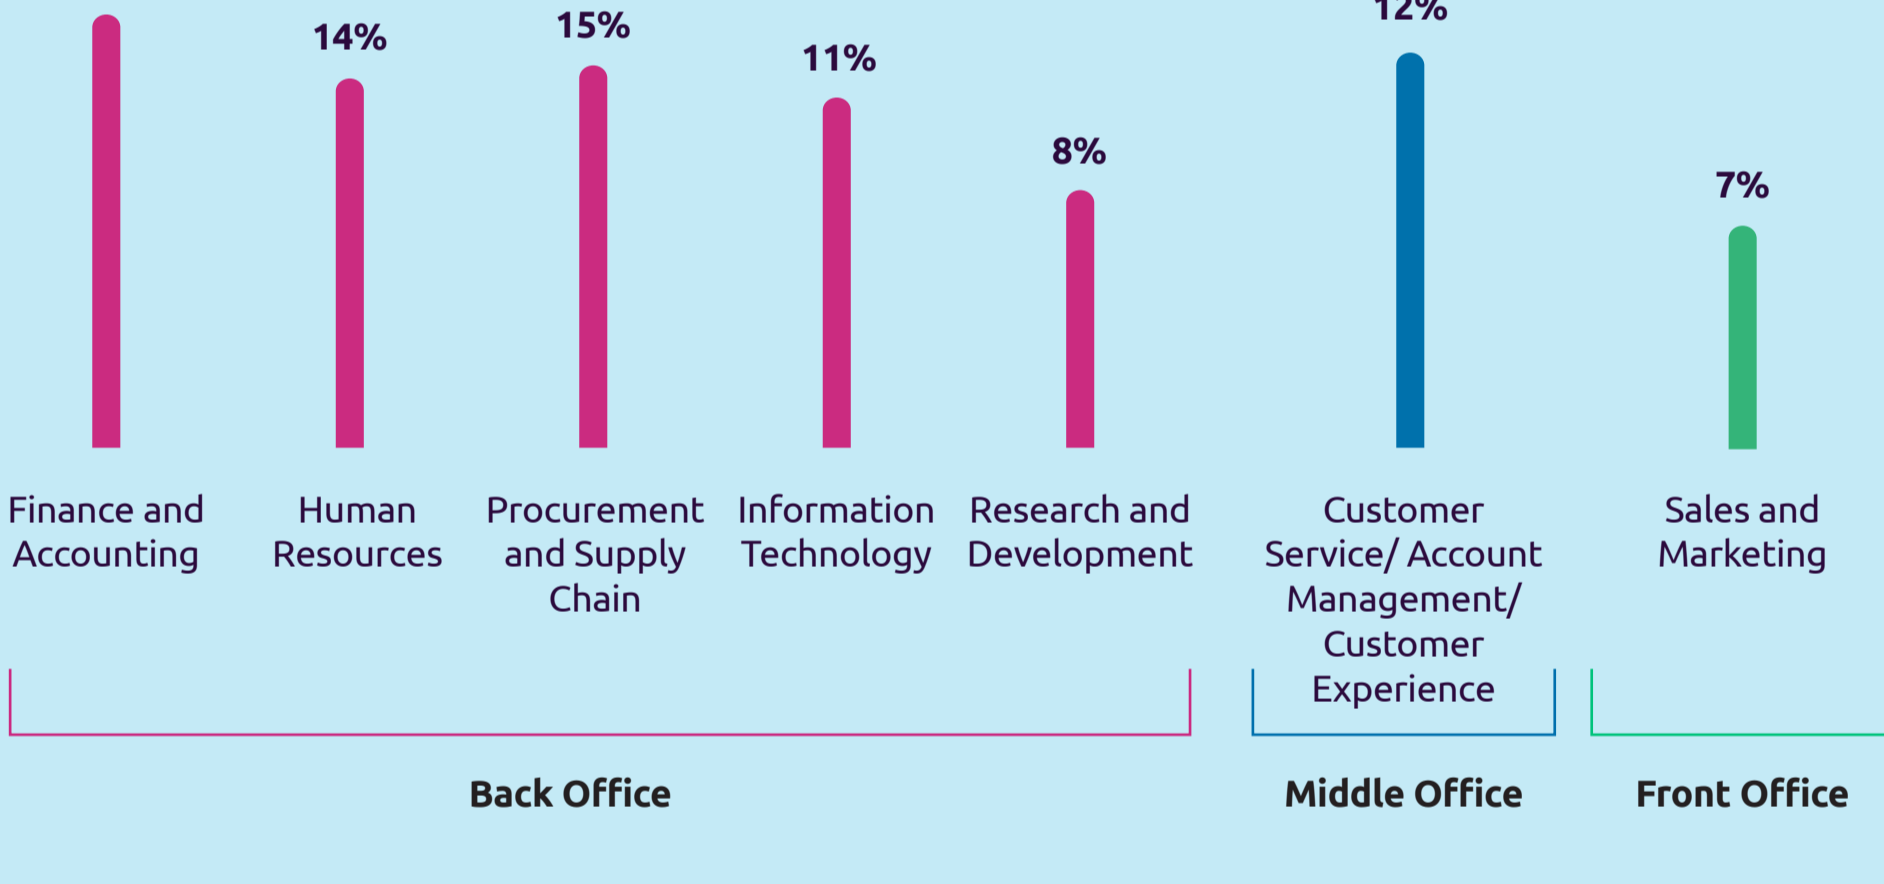 12%
15%
14%
11%
8%
7%
Finance and
Accounting
Human
Resources
Procurement
and Supply
Chain
Information
Technology
Research and
Development
Customer
Service/ Account
Management/
Customer
Experience
Sales and
Marketing
Back Office
Middle Office
Front Office